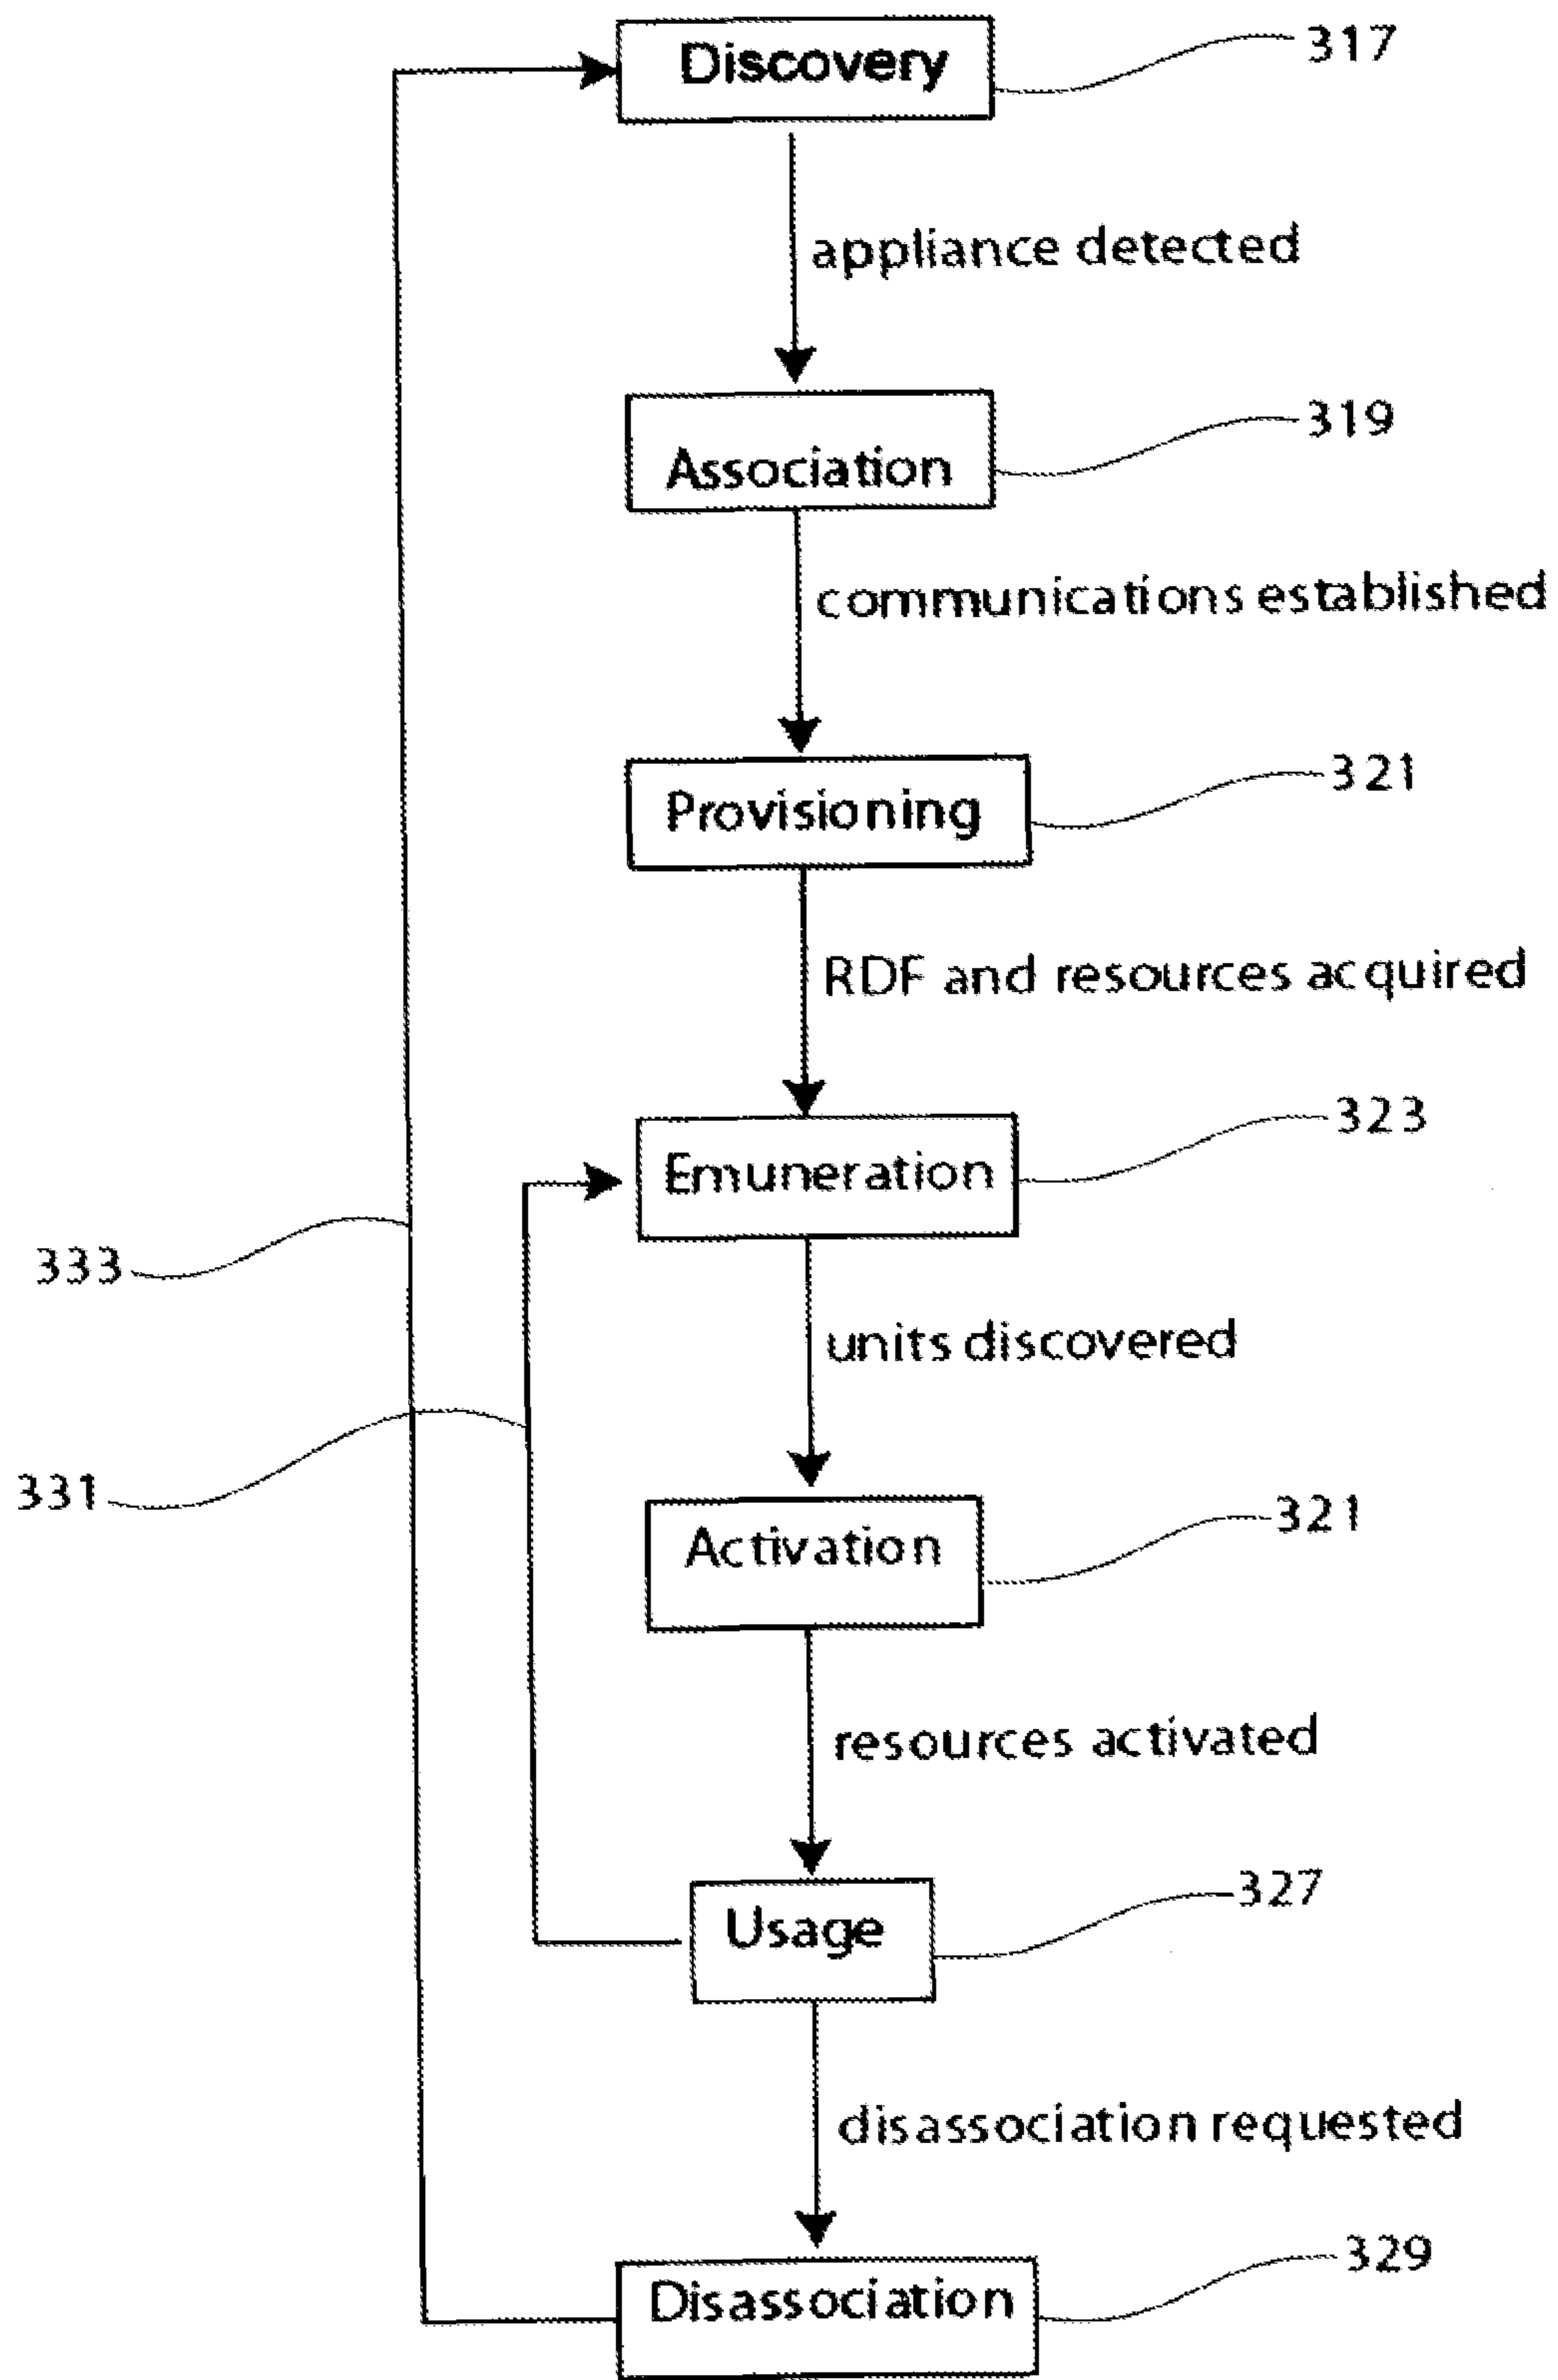 Discovery
317
appliance detected
Association
319
communications established
Provisioning
321
RDF and resources acquired
Emuneration
323
333
units discovered
331
Activation
321
resources activated
Usage
327
disassociation requested
Disassociation
329